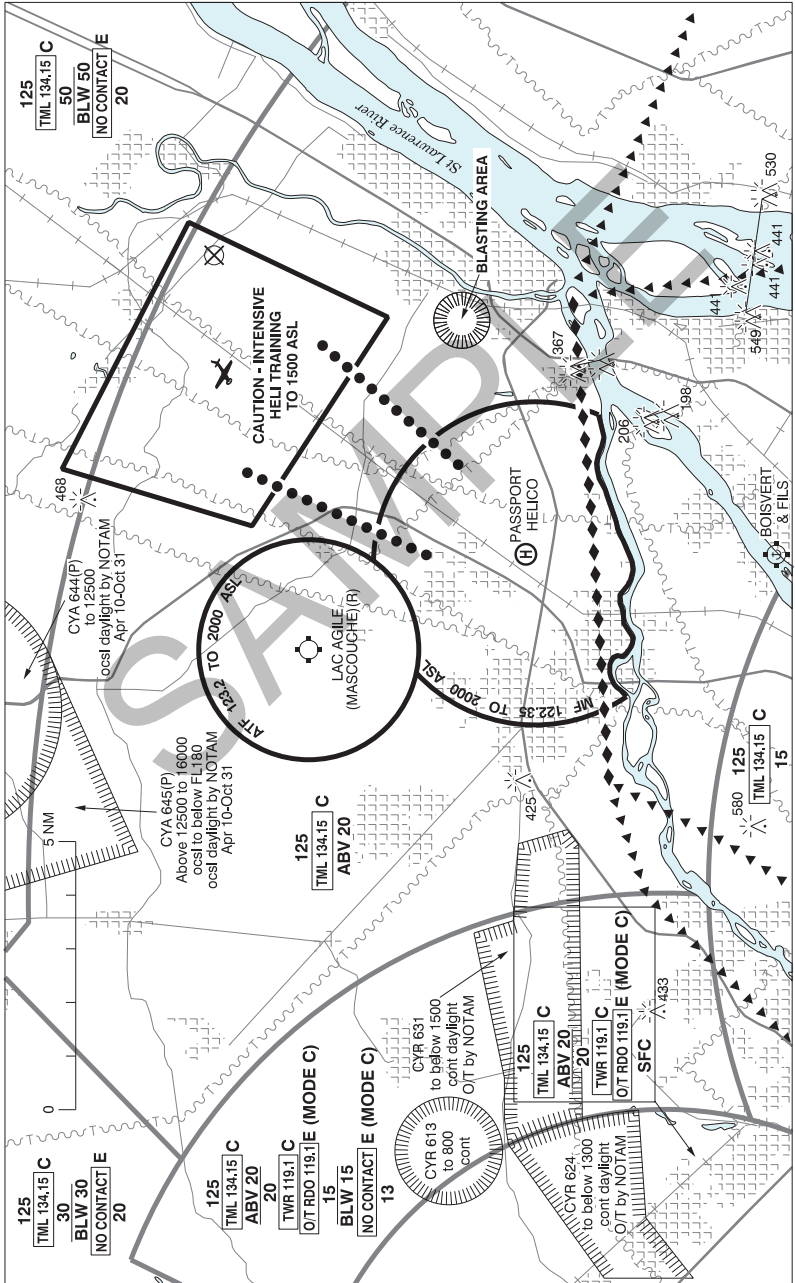 125
TML 134.15 C
50
BLW 50
NO CONTACT E
20
St Lawrence River
530
BLASTING AREA
441
441
441
549
CAUTION - INTENSIVE
HELI TRAINING
TO 1500 ASL
468
367
198
206
CYA 644(P)
to 12500
ocsl daylight by NOTAM
Apr 10-Oct 31
H
PASSPORT
HELICO
BOISVERT
& FILS
ATF 123.2 TO 2000 ASL
LAC AGILE
(MASCOUCHE)(R)
MF 122.35 TO 2000 ASL
SAMPLE
5 NM
0
CYA 645(P)
Above 12500 to 16000
ocsl to below FL180
ocsl daylight by NOTAM
Apr 10-Oct 31
125
TML 134.15 C
ABV 20
425
580
125
TML 134.15 C
15
CYR 631
to below 1500
cont daylight
O/T by NOTAM
125
TML 134.15 C
ABV 20
20
TWR 119.1 C
O/T RDO 119.1 E (MODE C)
SFC
433
125
TML 134.15 C
30
BLW 30
NO CONTACT E
20
125
TML 134.15 C
ABV 20
20
TWR 119.1 C
O/T RDO 119.1 E (MODE C)
15
BLW 15
NO CONTACT E (MODE C)
13
CYR 613
to 800
cont
CYR 624
to below 1300
cont daylight
O/T by NOTAM